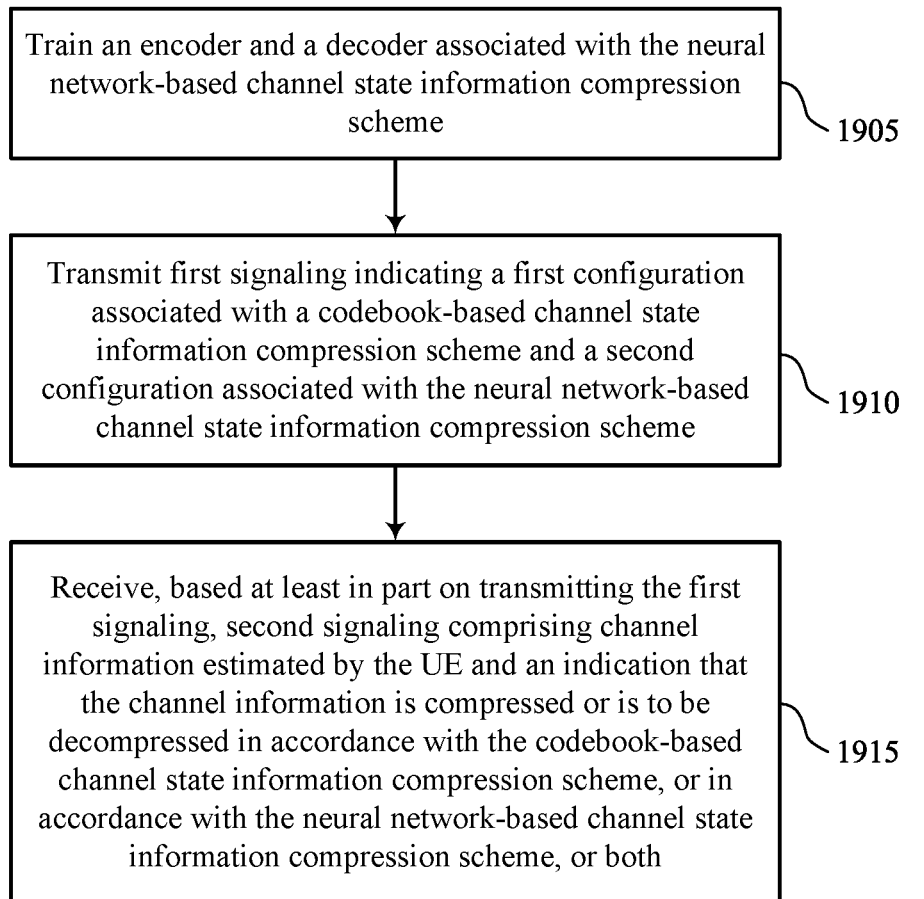 Train an encoder and a decoder associated with the neural
network-based channel state information compression
scheme
1905
Transmit first signaling indicating a first configuration
associated with a codebook-based channel state
information compression scheme and a second
configuration associated with the neural network-based
channel state information compression scheme
1910
Receive, based at least in part on transmitting the first
signaling, second signaling comprising channel
information estimated by the UE and an indication that
the channel information is compressed or is to be
decompressed in accordance with the codebook-based
channel state information compression scheme, or in
accordance with the neural network-based channel state
information compression scheme, or both
1915